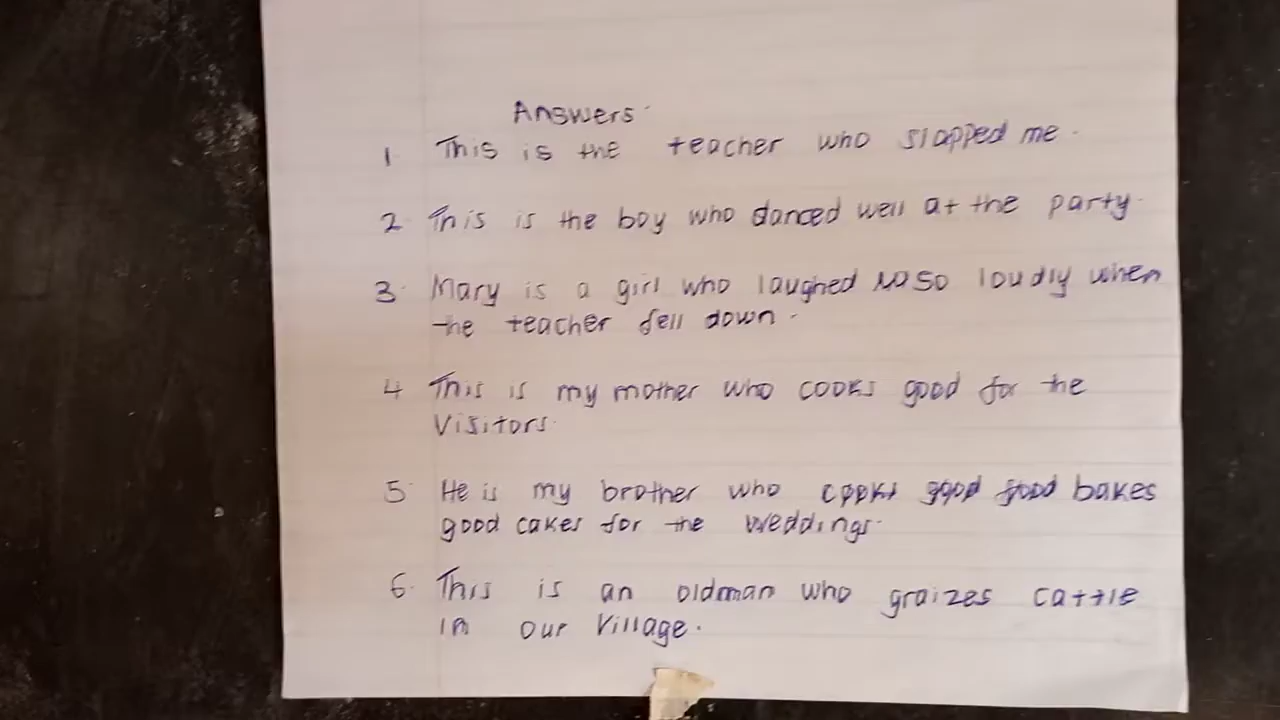 Answers.
1. This is the teacher who slapped me.
2. This is the boy who danced well at the party.
3. Mary is a girl who laughed so loudly when
the teacher fell down.
4 This is my mother who cooks good for the
Visitors.
5. He is my brother who cooks good food bakes
good cakes for the weddings.
6. This is an oldman who graizes cattle
in our village.